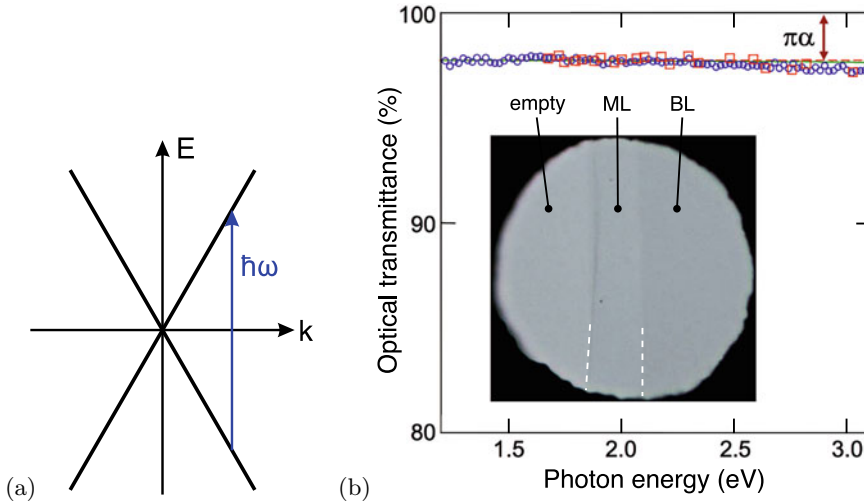 E
ħω
k
(a)
100
90
80
Optical transmittance (%)
πα
empty
ML
BL
1.5
2.0
2.5
3.0
Photon energy (eV)
(b)